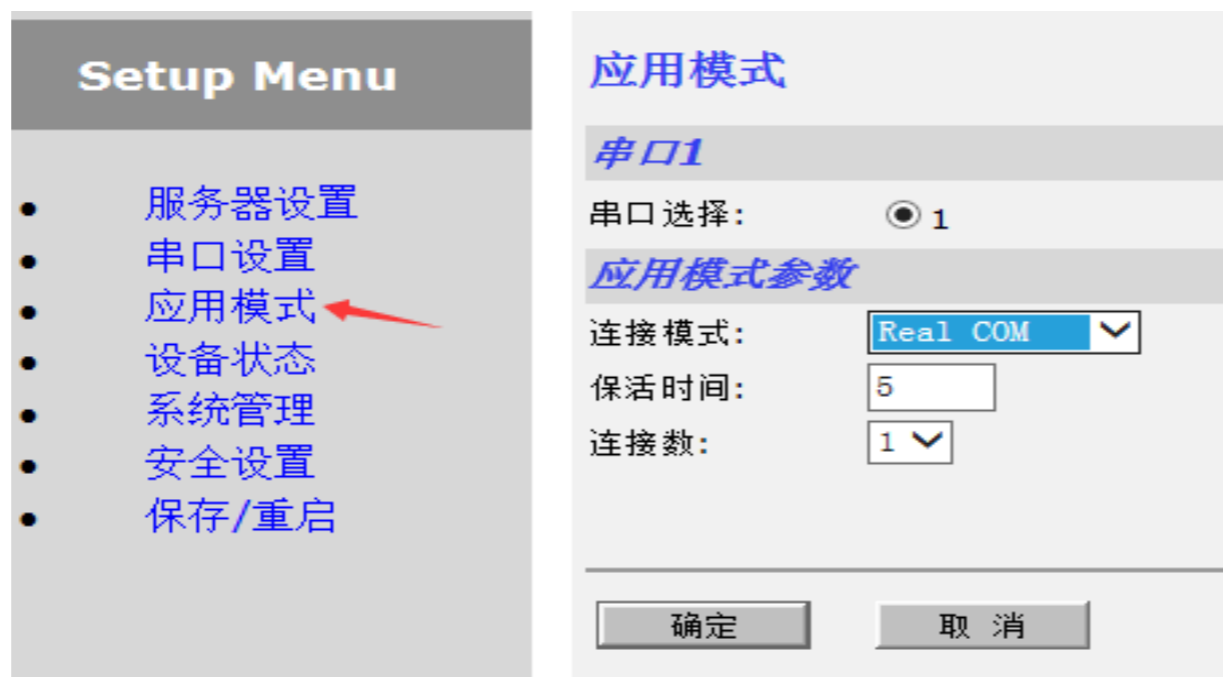 Setup Menu
服务器设置
串口设置
应用模式
设备状态
系统管理
安全设置
保存/重启
应用模式
串口1
串口选择: 1
应用模式参数
连接模式: Real COM
保活时间: 5
连接数: 1
确定 取 消